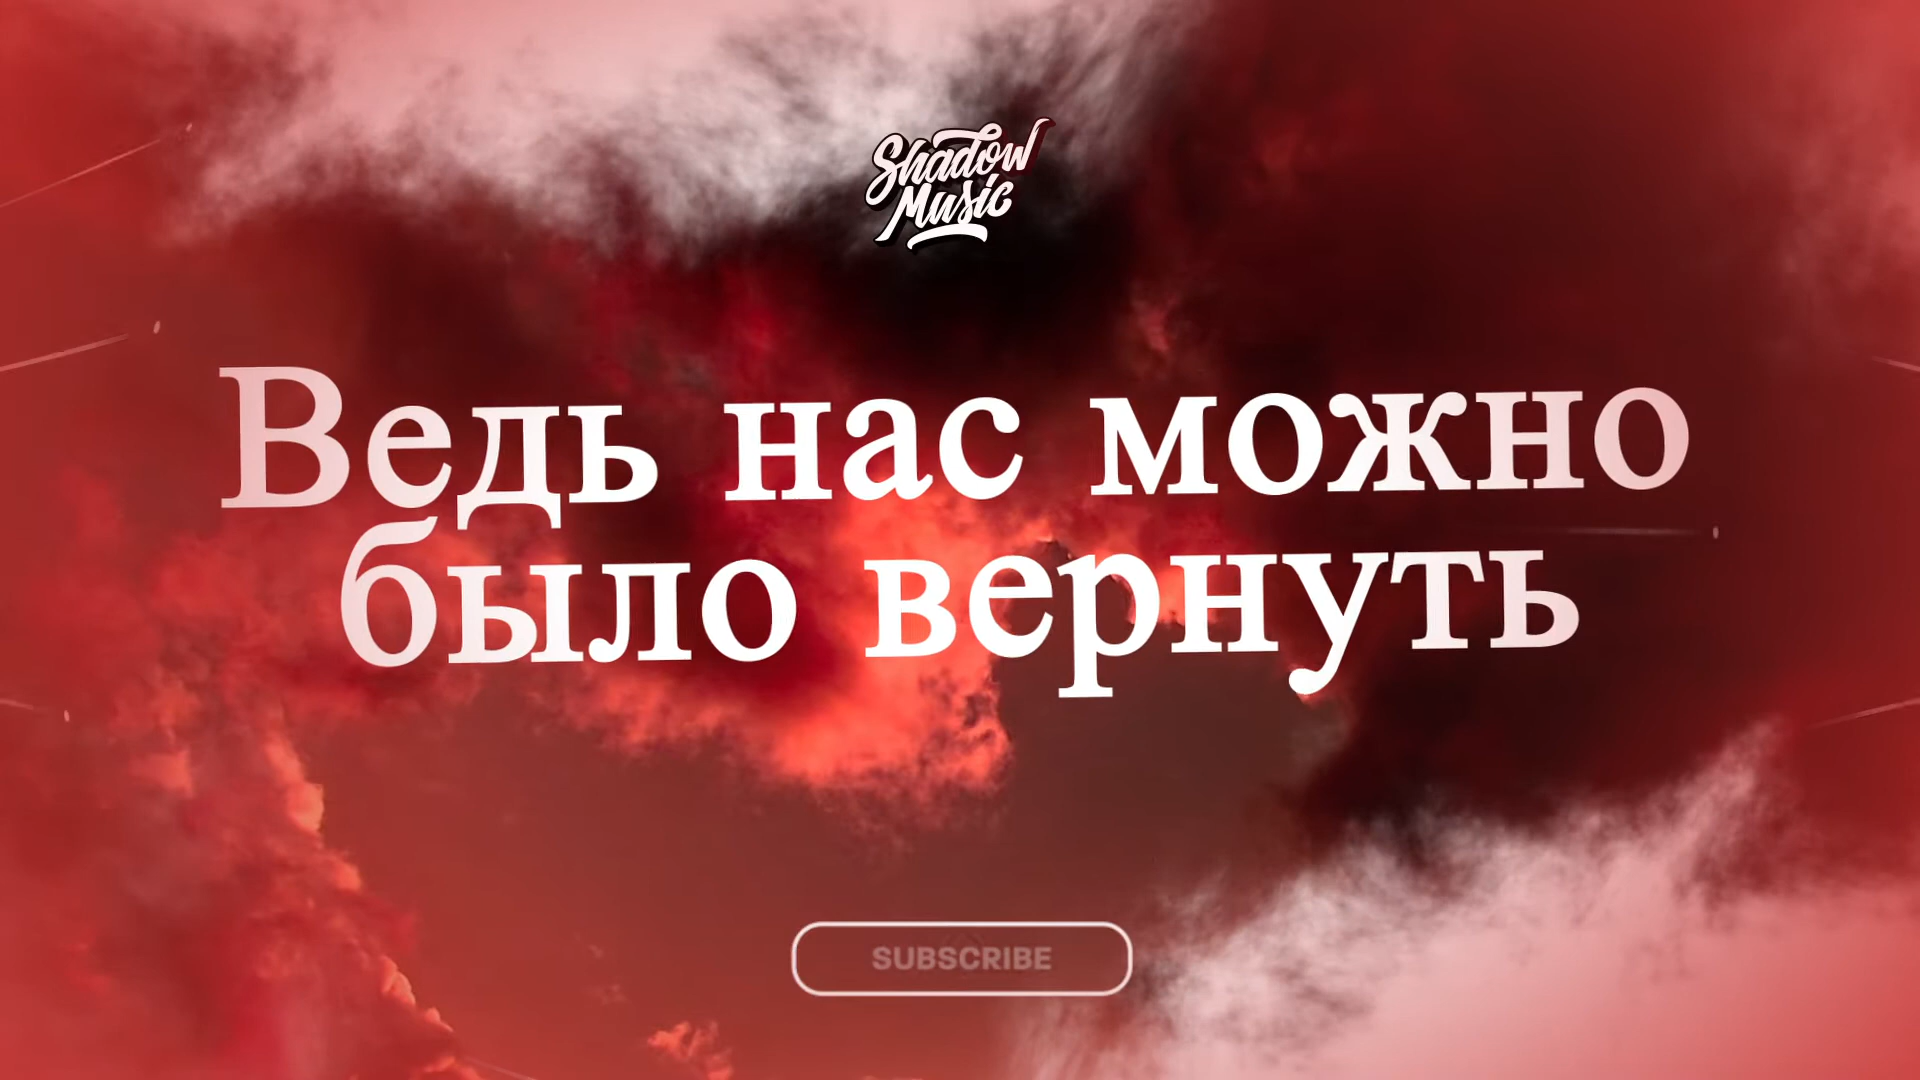 Shadow
Music
Ведь нас можно
было вернуть
SUBSCRIBE